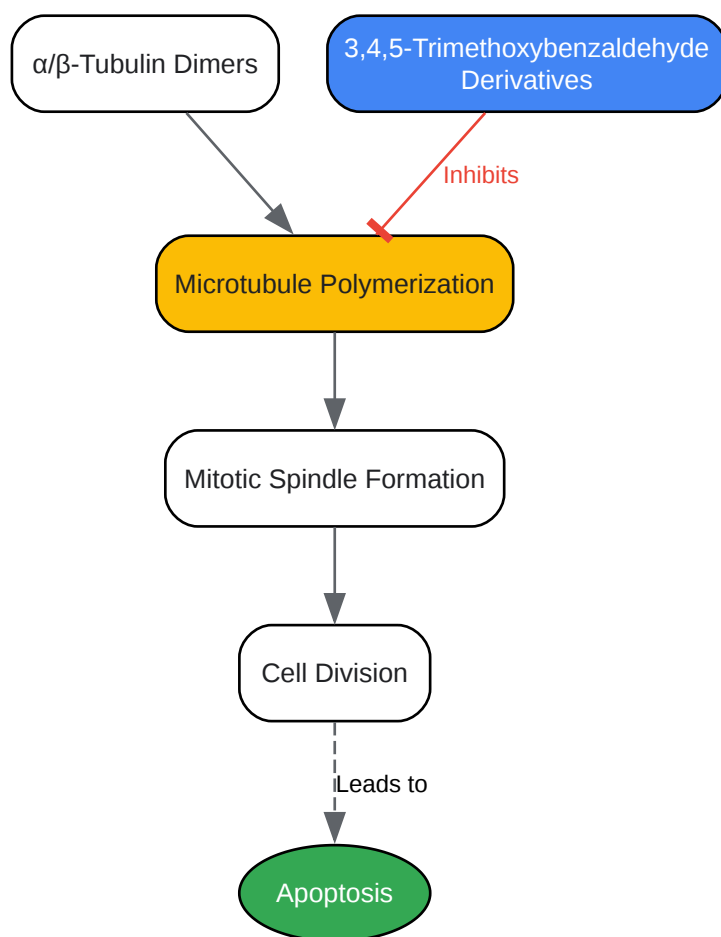 α/β-Tubulin Dimers
3,4,5-Trimethoxybenzaldehyde
Derivatives
Inhibits
Microtubule Polymerization
Mitotic Spindle Formation
Cell Division
Leads to
Apoptosis